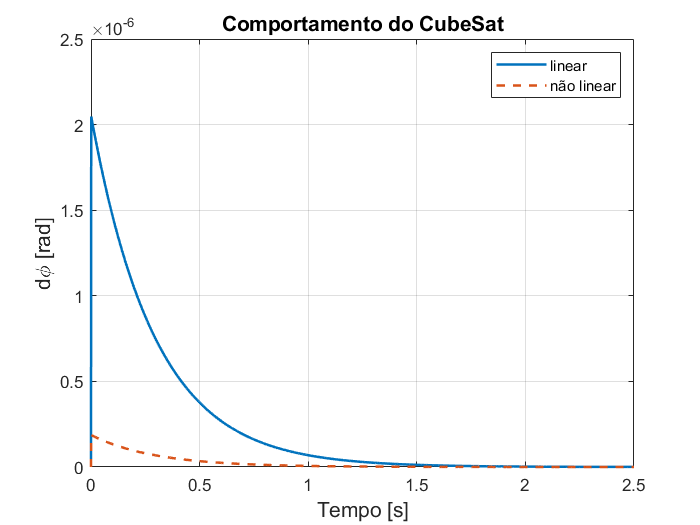 Comportamento do CubeSat
×10⁻⁶
2.5
2
1.5
1
0.5
0
dϕ [rad]
linear
não linear
0 0.5 1 1.5 2 2.5
Tempo [s]